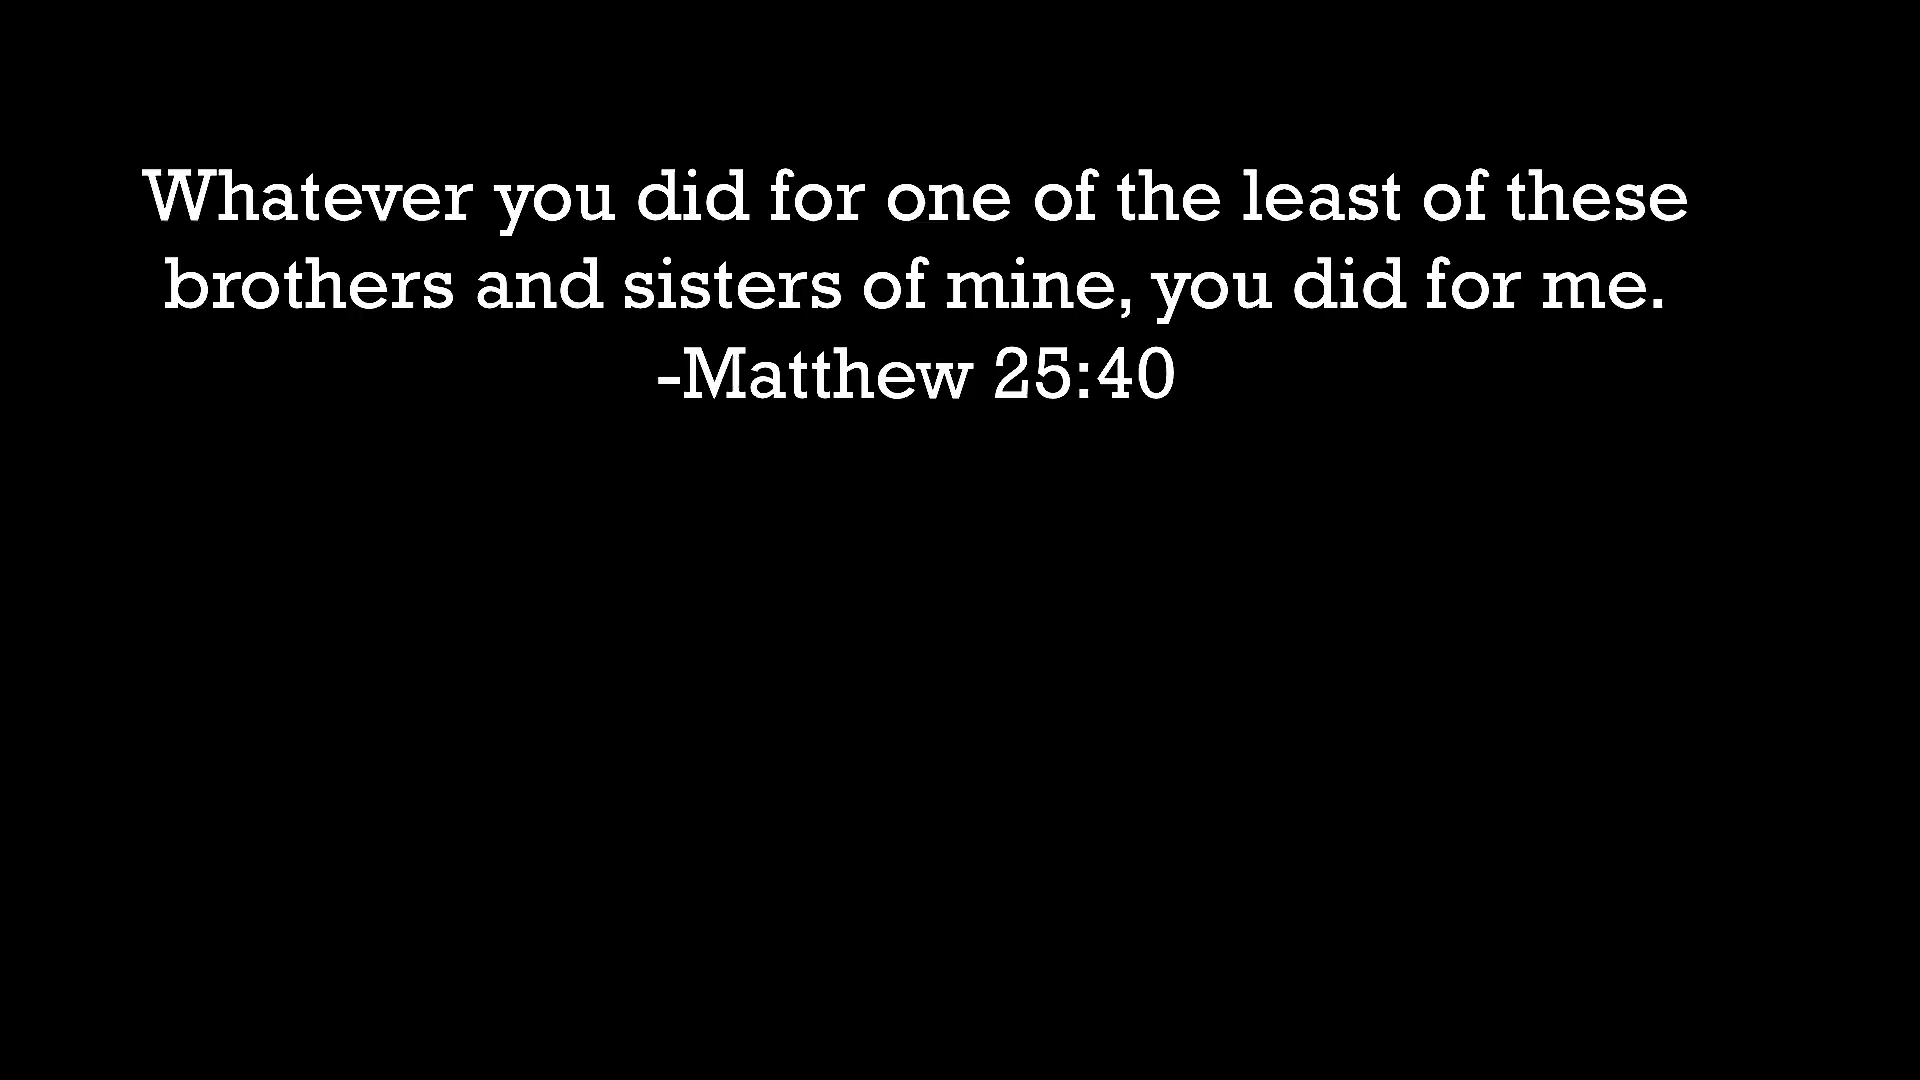 Whatever you did for one of the least of these
brothers and sisters of mine, you did for me.
-Matthew 25:40